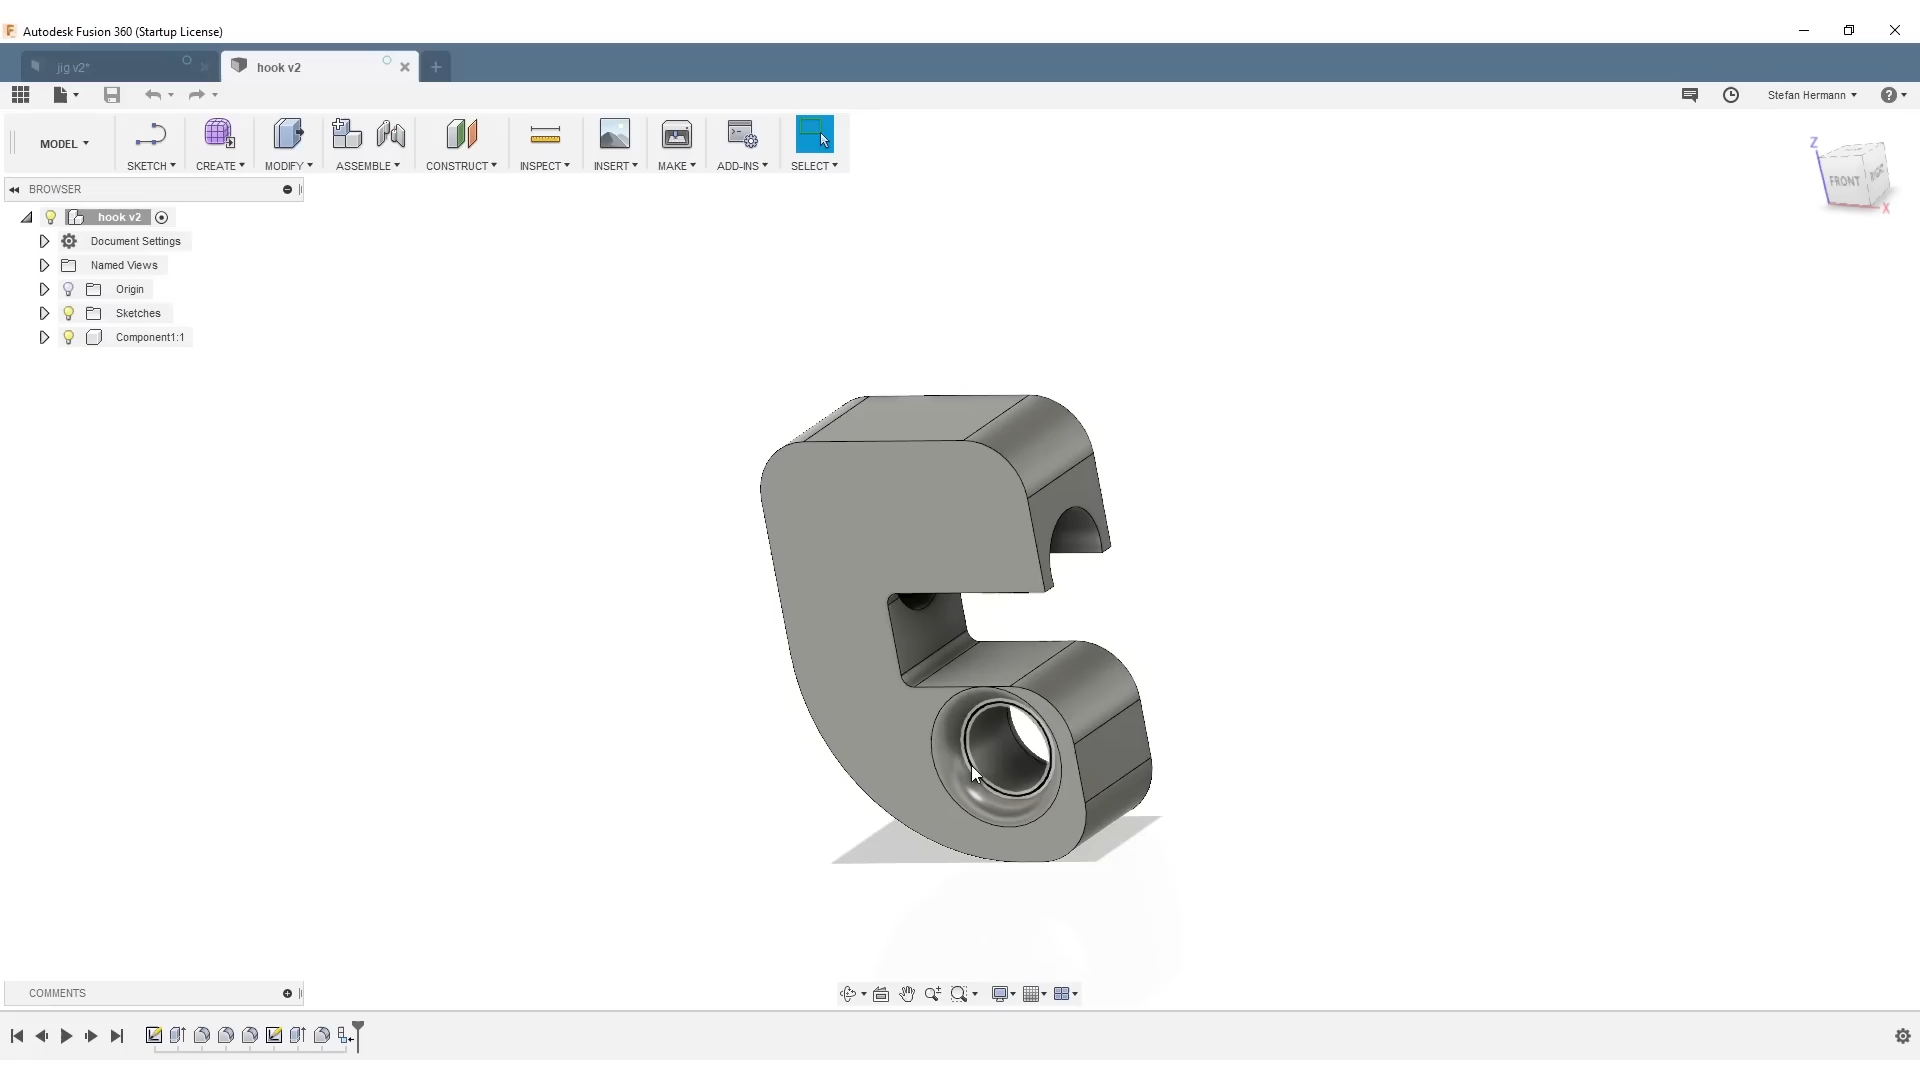 Autodesk Fusion 360 (Startup License)
jig v2*
hook v2
Stefan Hermann
MODEL
SKETCH
CREATE
MODIFY
ASSEMBLE
CONSTRUCT
INSPECT
INSERT
MAKE
ADD-INS
SELECT
Z
FRONT
RIGHT
X
BROWSER
hook v2
Document Settings
Named Views
Origin
Sketches
Component1:1
COMMENTS